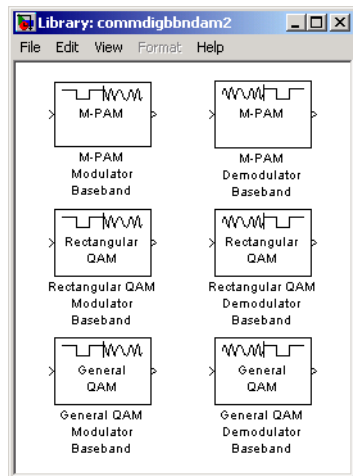 Library: commdigbbndam2
File Edit View Format Help
M-PAM
M-PAM
M-PAM
Modulator
Baseband
M-PAM
Demodulator
Baseband
Rectangular
QAM
Rectangular
QAM
Rectangular QAM
Modulator
Baseband
Rectangular QAM
Demodulator
Baseband
General
QAM
General
QAM
General QAM
Modulator
Baseband
General QAM
Demodulator
Baseband